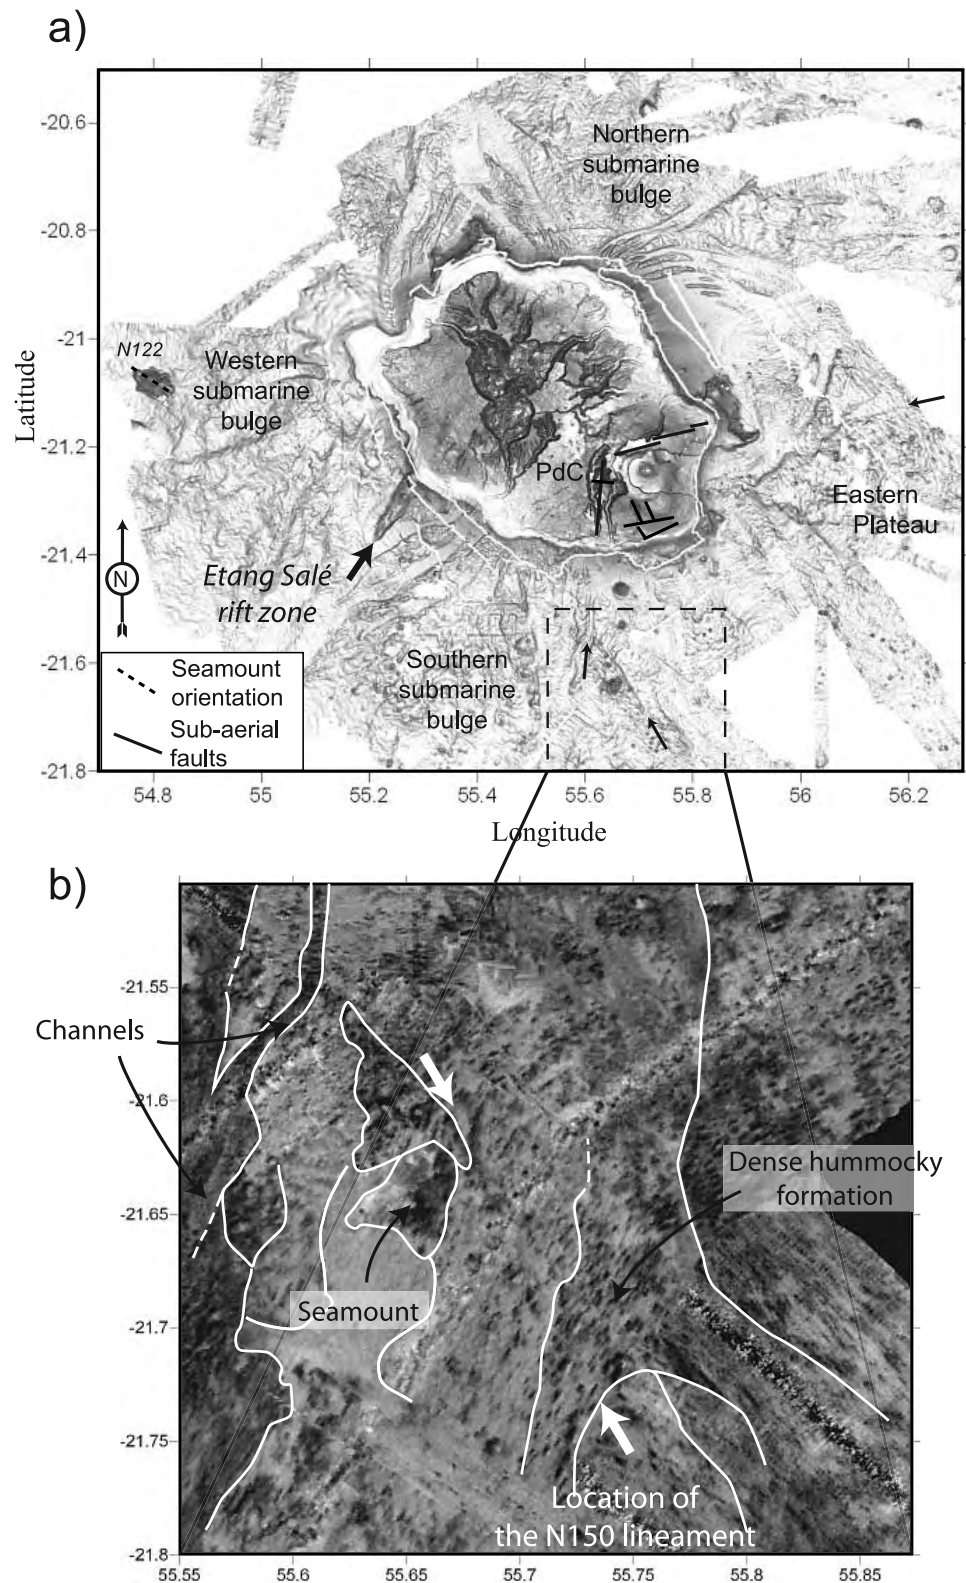 a)
-20.6
-20.8
-21
-21.2
-21.4
-21.6
-21.8
Latitude
Northern
submarine
bulge
N122
Western
submarine
bulge
PdC
Eastern
Plateau
N
Etang Salé
rift zone
Southern
submarine
bulge
Seamount
orientation
Sub-aerial
faults
54.8
55
55.2
55.4
55.6
55.8
56
56.2
Longitude
b)
-21.55
Channels
-21.6
Dense hummocky
formation
-21.65
Seamount
-21.7
-21.75
Location of
the N150 lineament
-21.8
55.55
55.6
55.65
55.7
55.75
55.8
55.85